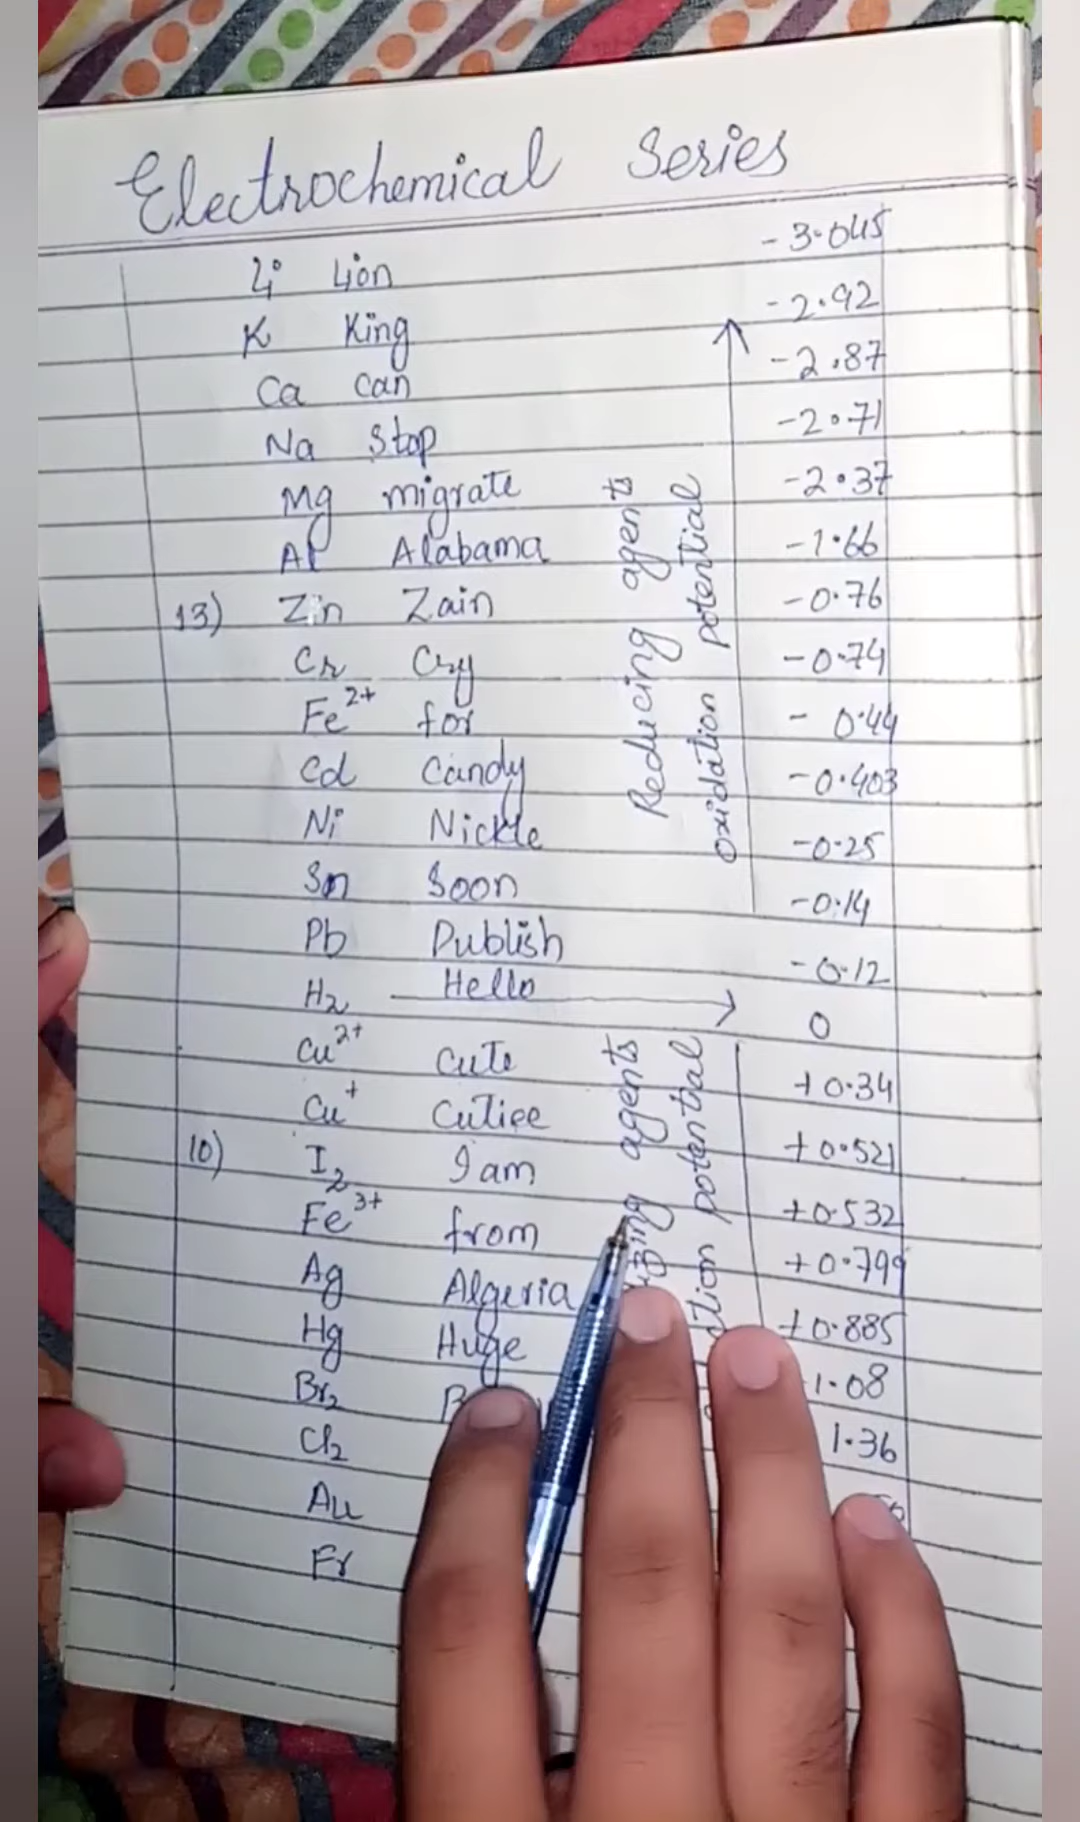 Electrochemical Series
Li Lion -3.045
K King -2.92
Ca Can -2.87
Na Stop -2.71
Mg migrate -2.37
Al Alabama -1.66
13) Zin Zain -0.76
Cr Cry -0.74
Fe2+ for -0.44
Cd Candy -0.403
Ni Nickle -0.25
Sn Soon -0.14
Pb Publish -0.12
H2 Hello 0
Cu2+ Cute +0.34
Cu+ Cutiee +0.521
10) I2 I am +0.532
Fe3+ from +0.799
Ag Algeria +0.885
Hg Huge 1.08
Br2 1.36
Cl2
Au
Fr
Reducing agents
oxidation potential
agents
potential